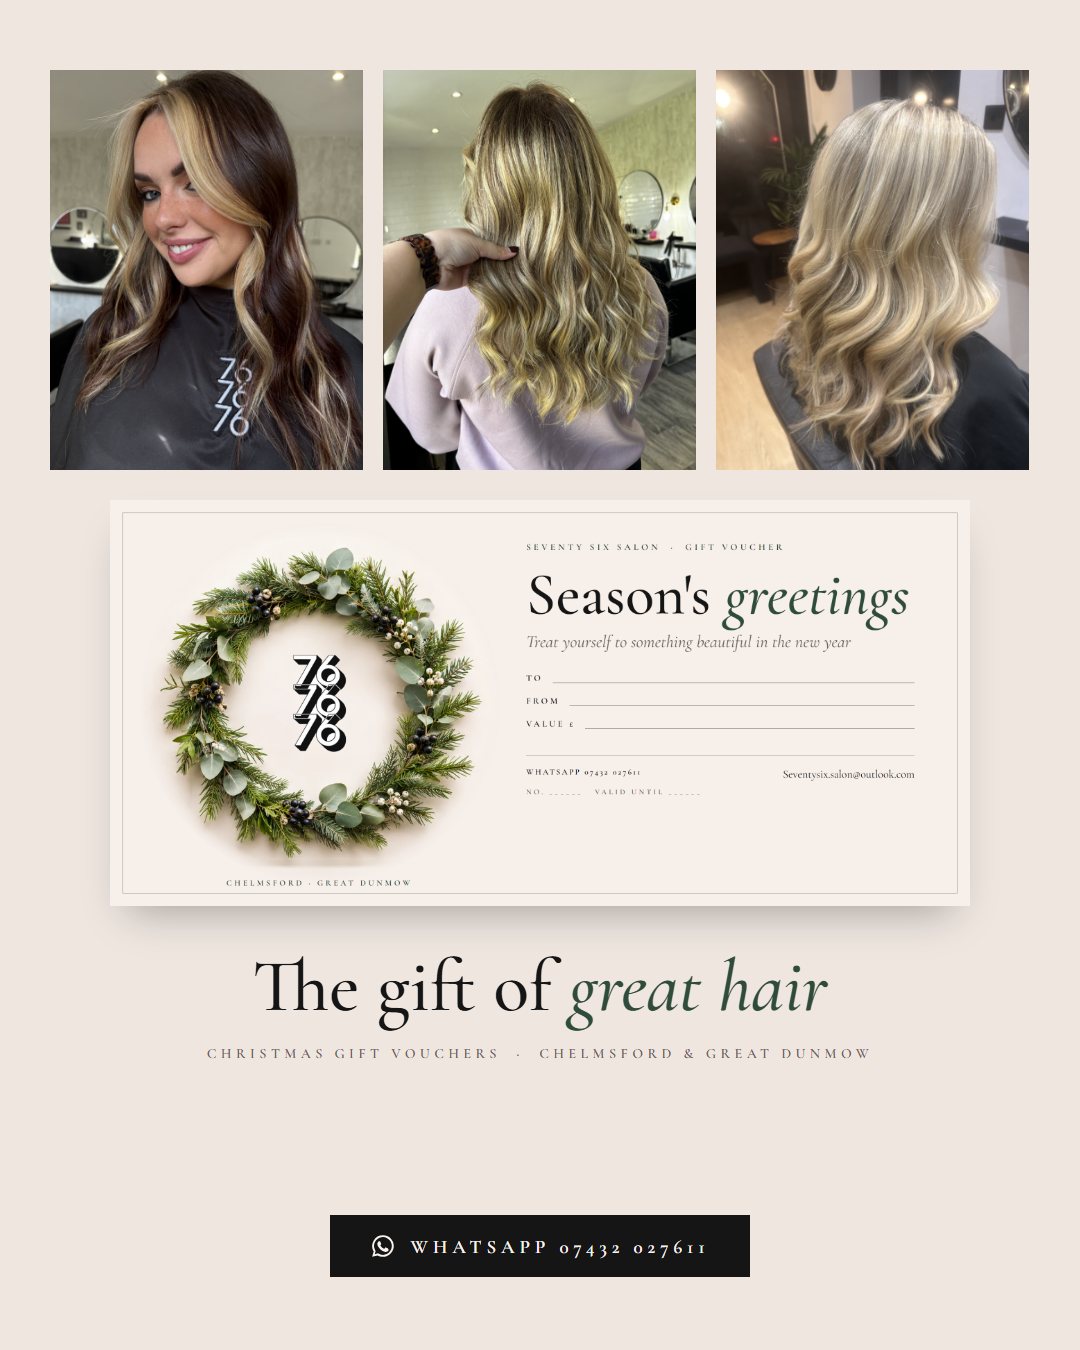 76
76
76
SEVENTY SIX SALON · GIFT VOUCHER
Season's greetings
Treat yourself to something beautiful in the new year
TO
FROM
VALUE £
WHATSAPP 07432 027611
Seventysix.salon@outlook.com
NO. ______ VALID UNTIL ______
76
76
76
CHELMSFORD · GREAT DUNMOW
The gift of great hair
CHRISTMAS GIFT VOUCHERS · CHELMSFORD & GREAT DUNMOW
WHATSAPP 07432 027611